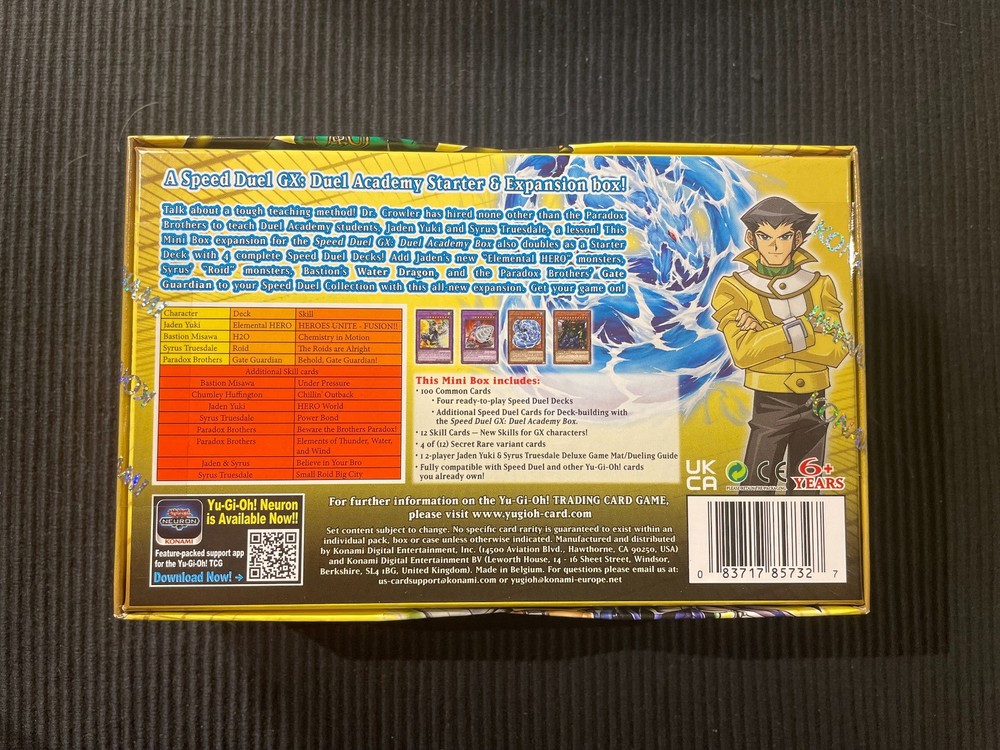 A Speed Duel GX: Duel Academy Starter & Expansion box!
Talk about a tough teaching method! Dr. Crowler has hired none other than the Paradox
Brothers to teach Duel Academy students, Jaden Yuki and Syrus Truesdale, a lesson! This
Mini Box expansion for the Speed Duel GX: Duel Academy Box also doubles as a Starter
Deck with 4 complete Speed Duel Decks! Add Jaden's new "Elemental HERO" monsters,
Syrus' "Roid" monsters, Bastion's Water Dragon, and the Paradox Brothers' Gate
Guardian to your Speed Duel Collection with this all-new expansion. Get your game on!
Character Deck Skill
Jaden Yuki Elemental HERO HEROES UNITE - FUSION!!
Bastion Misawa H2O Chemistry in Motion
Syrus Truesdale Roid The Roids are Alright
Paradox Brothers Gate Guardian Behold, Gate Guardian!
Additional Skill cards
Bastion Misawa Under Pressure
Chumley Huffington Chillin' Outback
Jaden Yuki HERO World
Syrus Truesdale Power Bond
Paradox Brothers Beware the Brothers Paradox!
Paradox Brothers Elements of Thunder, Water,
and Wind
Jaden & Syrus Believe in Your Bro
Syrus Truesdale Small Roid Big City
This Mini Box includes:
• 100 Common Cards
• Four ready-to-play Speed Duel Decks
• Additional Speed Duel Cards for Deck-building with
the Speed Duel GX: Duel Academy Box.
• 12 Skill Cards — New Skills for GX characters!
• 4 of (12) Secret Rare variant cards
• 1 2-player Jaden Yuki & Syrus Truesdale Deluxe Game Mat/Dueling Guide
• Fully compatible with Speed Duel and other Yu-Gi-Oh! cards
you already own!
UK
CA
CE
6+
YEARS
NEURON
KONAMI
Yu-Gi-Oh! Neuron
is Available Now!!
Feature-packed support app
for the Yu-Gi-Oh! TCG
Download Now! →
For further information on the Yu-Gi-Oh! TRADING CARD GAME,
please visit www.yugioh-card.com
Set content subject to change. No specific card rarity is guaranteed to exist within an
individual pack, box or case unless otherwise indicated. Manufactured and distributed
by Konami Digital Entertainment, Inc. (14500 Aviation Blvd., Hawthorne, CA 90250, USA)
and Konami Digital Entertainment BV (Leworth House, 14 - 16 Sheet Street, Windsor,
Berkshire, SL4 1BG, United Kingdom). Made in Belgium. For questions please email us at:
us-cardsupport@konami.com or yugioh@konami-europe.net
0 83717 85732 7